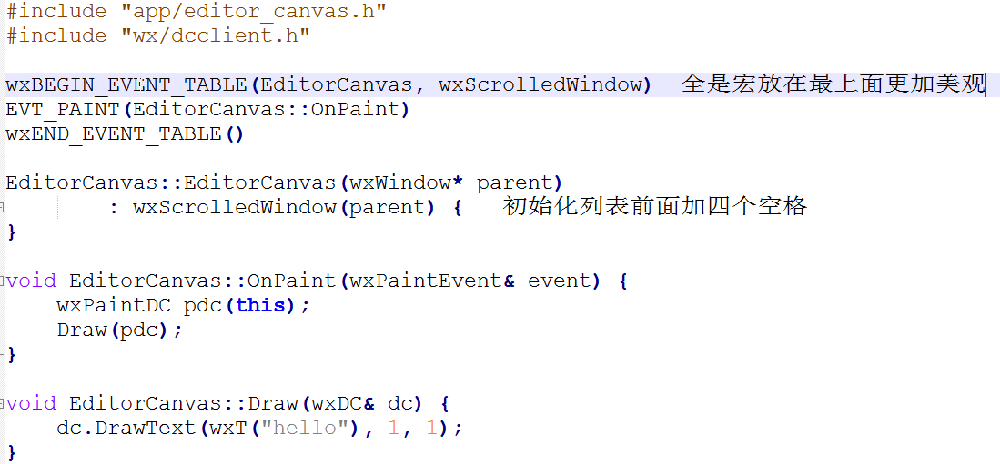 #include "app/editor_canvas.h"
#include "wx/dcclient.h"
wxBEGIN_EVENT_TABLE(EditorCanvas, wxScrolledWindow) 全是宏放在最上面更加美观
EVT_PAINT(EditorCanvas::OnPaint)
wxEND_EVENT_TABLE()
EditorCanvas::EditorCanvas(wxWindow* parent)
: wxScrolledWindow(parent) { 初始化列表前面加四个空格
}
void EditorCanvas::OnPaint(wxPaintEvent& event) {
wxPaintDC pdc(this);
Draw(pdc);
}
void EditorCanvas::Draw(wxDC& dc) {
dc.DrawText(wxT("hello"), 1, 1);
}